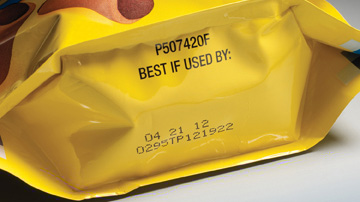 P507420F
BEST IF USED BY:
04 21 12
0295TP121922